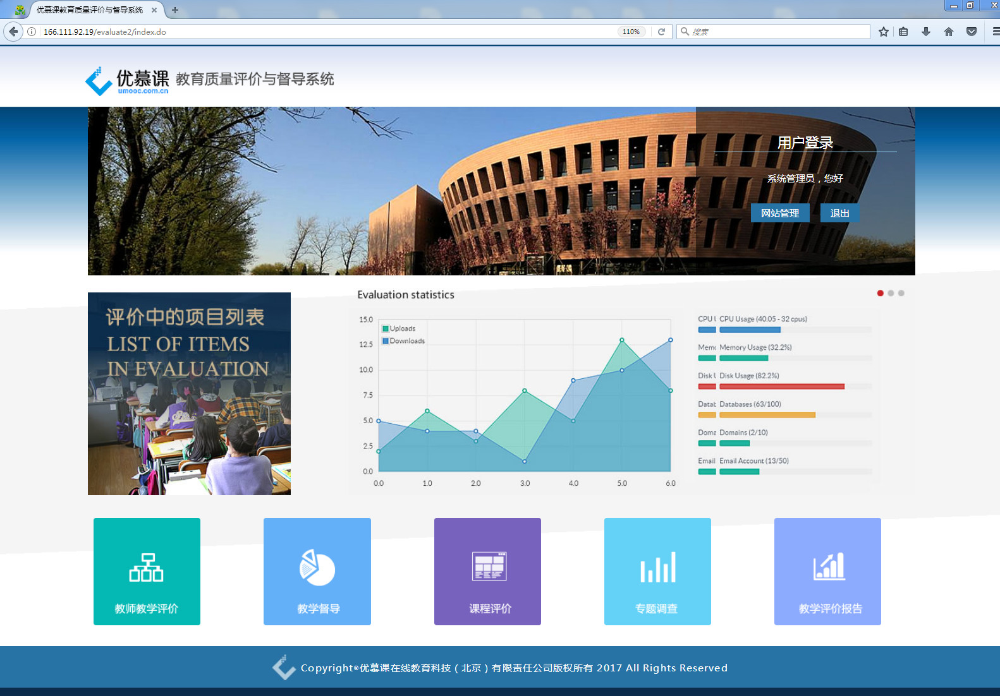 优慕课教育质量评价与督导系统
166.111.92.19/evaluate2/index.do
110%
搜索
优慕课 教育质量评价与督导系统
umooc.com.cn
用户登录
系统管理员，您好
网站管理 退出
评价中的项目列表
LIST OF ITEMS
IN EVALUATION
Evaluation statistics
15.0
12.5
10.0
7.5
5.0
2.5
0.0
0.0 1.0 2.0 3.0 4.0 5.0 6.0
Uploads
Downloads
CPU U CPU Usage (40.05 - 32 cpus)
Memo Memory Usage (32.2%)
Disk U Disk Usage (82.2%)
Datab Databases (63/100)
Doma Domains (2/10)
Email Email Account (13/50)
教师教学评价
教学督导
课程评价
专题调查
教学评价报告
Copyright®优慕课在线教育科技（北京）有限责任公司版权所有 2017 All Rights Reserved